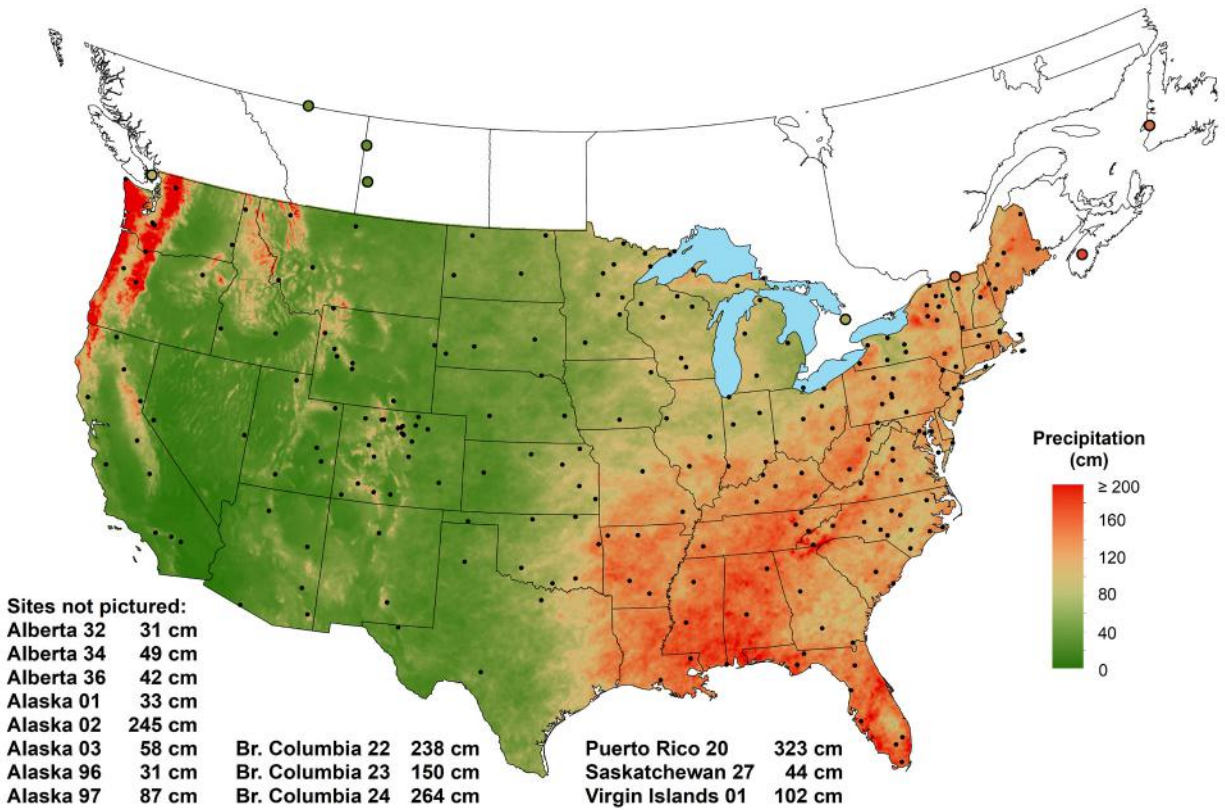 Precipitation
(cm)
≥ 200
160
120
80
40
0
Sites not pictured:
Alberta 32 31 cm
Alberta 34 49 cm
Alberta 36 42 cm
Alaska 01 33 cm
Alaska 02 245 cm
Alaska 03 58 cm Br. Columbia 22 238 cm Puerto Rico 20 323 cm
Alaska 96 31 cm Br. Columbia 23 150 cm Saskatchewan 27 44 cm
Alaska 97 87 cm Br. Columbia 24 264 cm Virgin Islands 01 102 cm